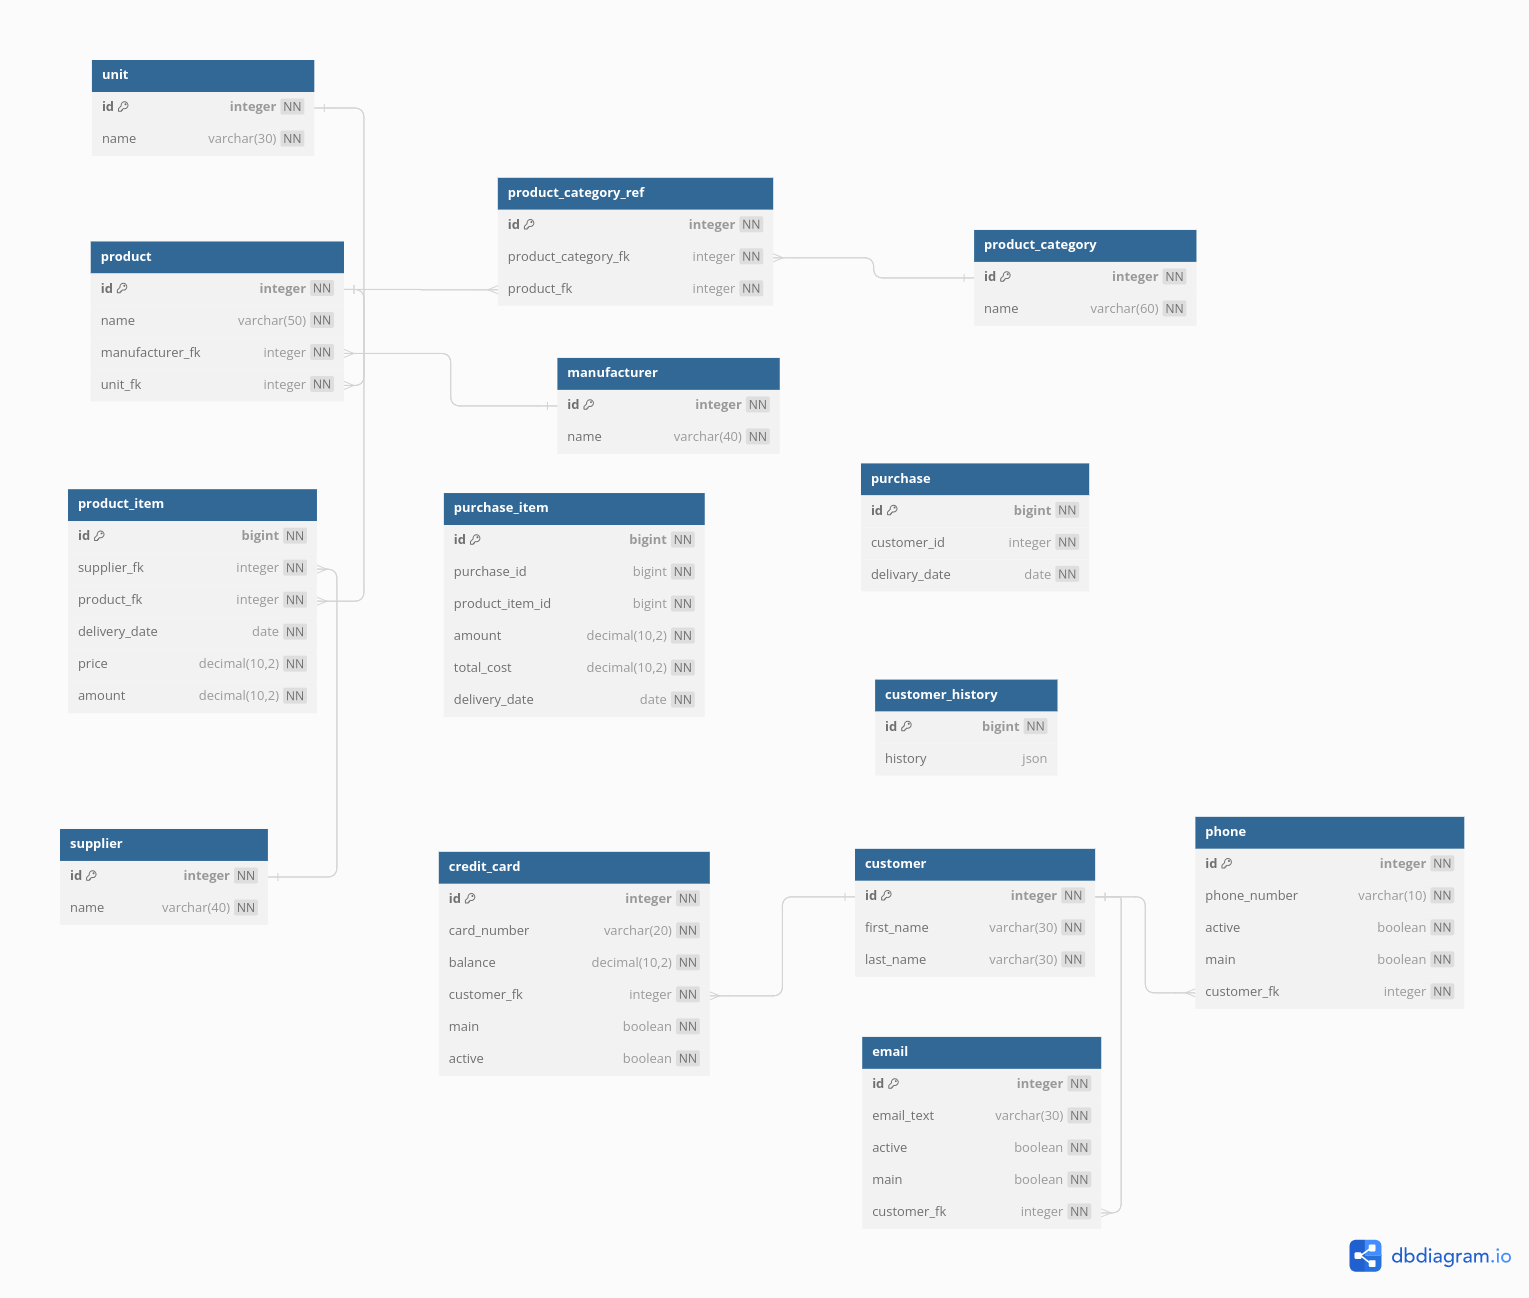 unit
id integer NN
name varchar(30) NN
product_category_ref
id integer NN
product_category_fk integer NN
product_fk integer NN
product_category
id integer NN
name varchar(60) NN
product
id integer NN
name varchar(50) NN
manufacturer_fk integer NN
unit_fk integer NN
manufacturer
id integer NN
name varchar(40) NN
purchase
id bigint NN
customer_id integer NN
delivary_date date NN
product_item
id bigint NN
supplier_fk integer NN
product_fk integer NN
delivery_date date NN
price decimal(10,2) NN
amount decimal(10,2) NN
purchase_item
id bigint NN
purchase_id bigint NN
product_item_id bigint NN
amount decimal(10,2) NN
total_cost decimal(10,2) NN
delivery_date date NN
customer_history
id bigint NN
history json
supplier
id integer NN
name varchar(40) NN
credit_card
id integer NN
card_number varchar(20) NN
balance decimal(10,2) NN
customer_fk integer NN
main boolean NN
active boolean NN
customer
id integer NN
first_name varchar(30) NN
last_name varchar(30) NN
phone
id integer NN
phone_number varchar(10) NN
active boolean NN
main boolean NN
customer_fk integer NN
email
id integer NN
email_text varchar(30) NN
active boolean NN
main boolean NN
customer_fk integer NN
dbdiagram.io